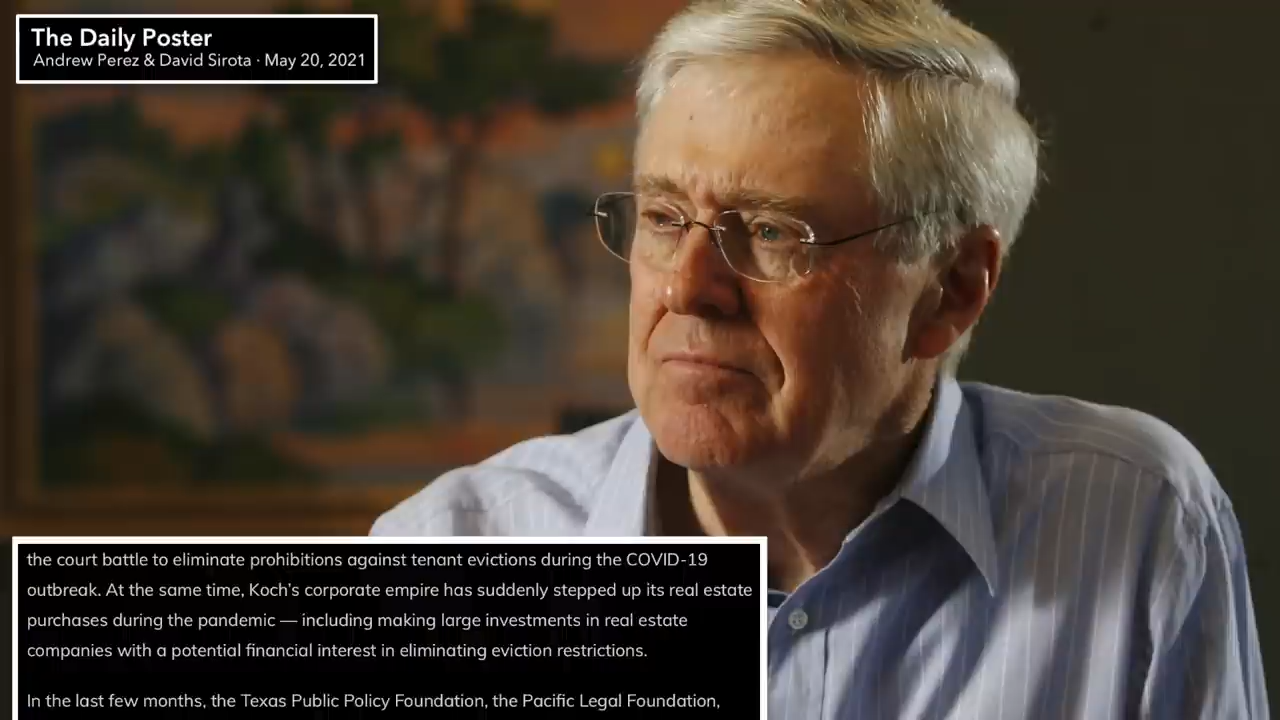 The Daily Poster
Andrew Perez & David Sirota · May 20, 2021
the court battle to eliminate prohibitions against tenant evictions during the COVID-19
outbreak. At the same time, Koch's corporate empire has suddenly stepped up its real estate
purchases during the pandemic — including making large investments in real estate
companies with a potential financial interest in eliminating eviction restrictions.
In the last few months, the Texas Public Policy Foundation, the Pacific Legal Foundation,